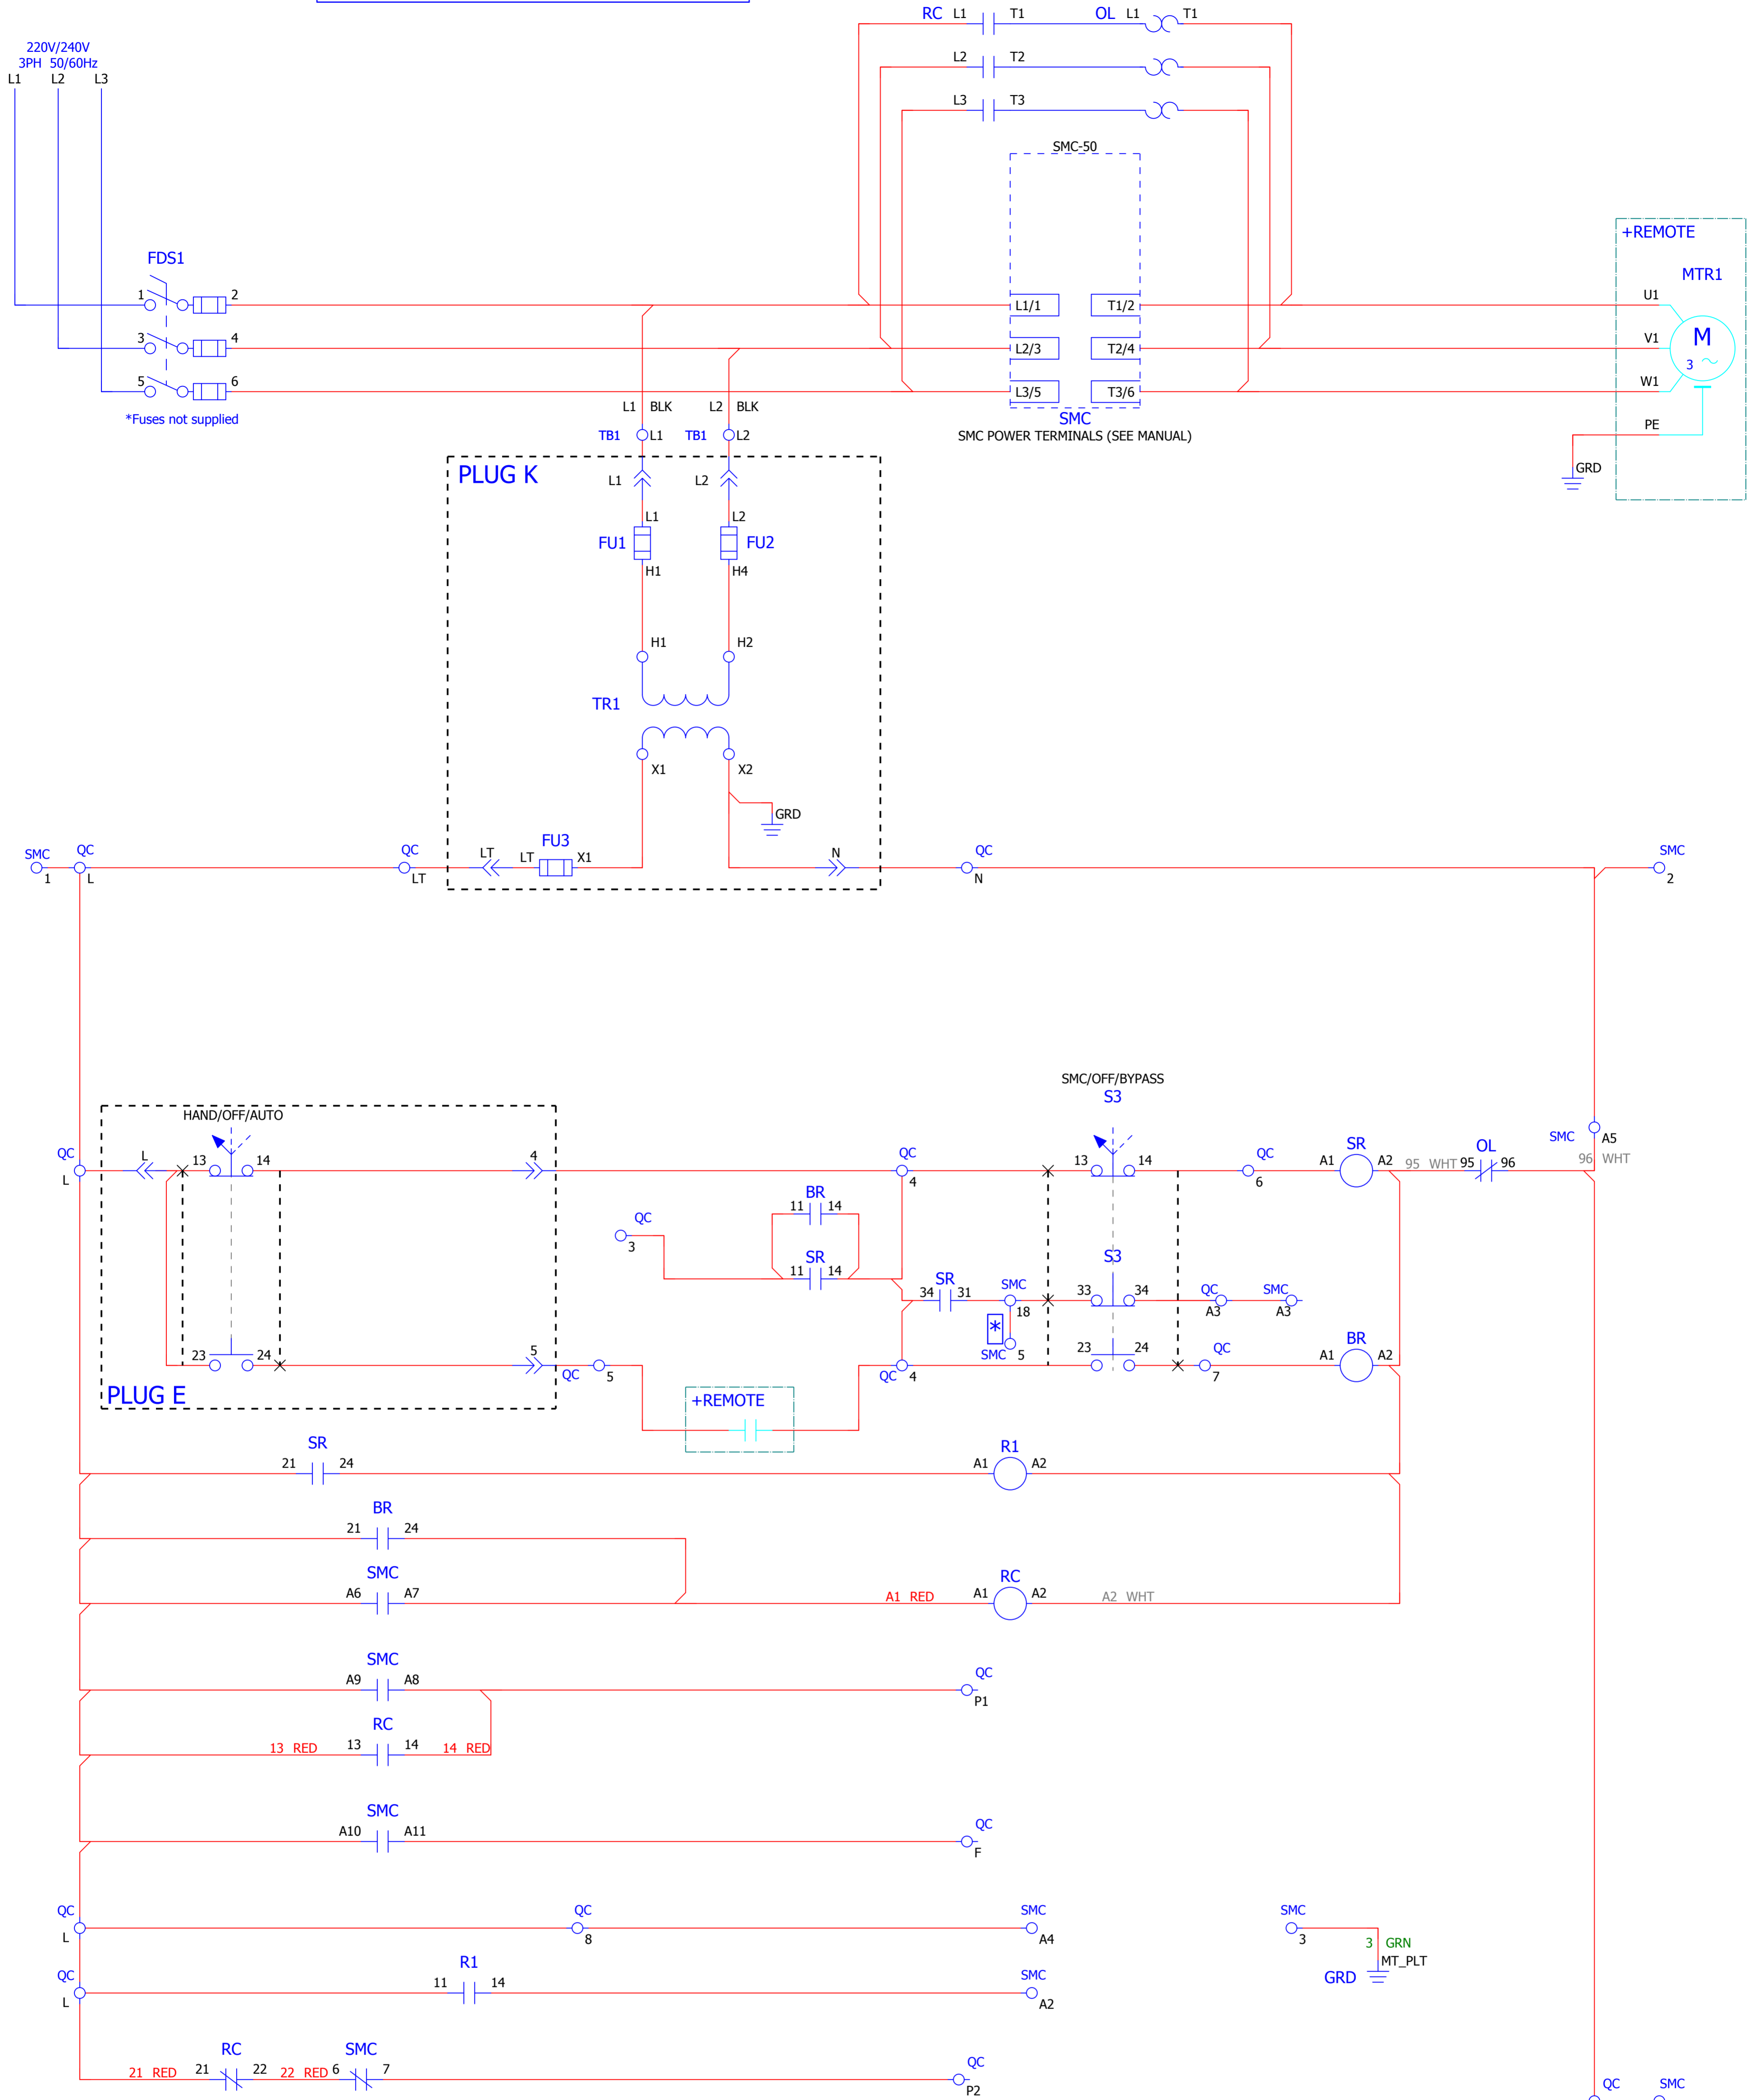 RC L1 T1 OL L1 T1
220V/240V
3PH 50/60Hz
L1 L2 L3
L2 T2
L3 T3
SMC-50
+REMOTE
FDS1
MTR1
1 2
L1/1 T1/2
U1
3 4
L2/3 T2/4
V1
M
3
5 6
L3/5 T3/6
W1
*Fuses not supplied
L1 BLK L2 BLK
SMC
PE
TB1 L1 TB1 L2
SMC POWER TERMINALS (SEE MANUAL)
GRD
PLUG K
L1 L2
L1 L2
FU1 FU2
H1 H4
H1 H2
TR1
X1 X2
GRD
SMC QC QC FU3 QC SMC
LT LT X1 N
1 L LT N 2
SMC/OFF/BYPASS
S3
HAND/OFF/AUTO
SMC A5
QC L 13 14 4 QC 13 14 QC SR OL
A1 A2 95 WHT 95 96 96 WHT
L 4 6
BR
11 14
QC
3
SR
11 14
S3
SR
34 31 SMC 33 34 QC SMC
18 A3 A3
*
SMC 5
23 24 5 QC 5 QC 4 23 24 QC 7 BR A1 A2
PLUG E
+REMOTE
SR R1
21 24 A1 A2
BR
21 24
SMC RC
A6 A7 A1 RED A1 A2 A2 WHT
SMC
A9 A8 QC
P1
RC
13 RED 13 14 14 RED
SMC
A10 A11 QC
F
QC QC SMC SMC
L 8 A4 3
3 GRN
MT_PLT
GRD
QC R1 SMC
L 11 14 A2
RC SMC
21 RED 21 22 22 RED 6 7 QC
P2
QC SMC